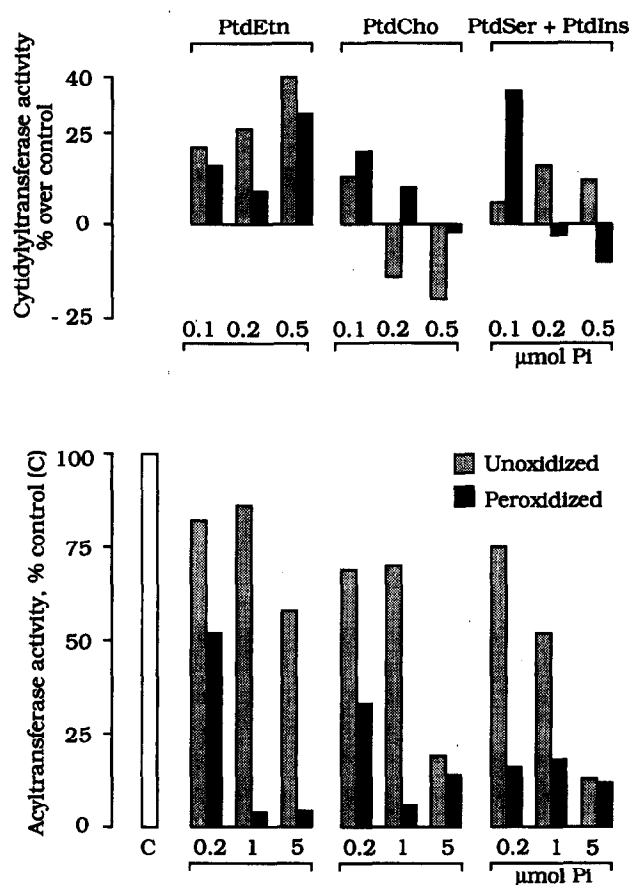 PtdEtn PtdCho PtdSer + PtdIns
Cytidylyltransferase activity
% over control
40
25
0
- 25
0.1 0.2 0.5 0.1 0.2 0.5 0.1 0.2 0.5
µmol Pi
Acyltransferase activity, % control (C)
100
75
50
25
0
Unoxidized
Peroxidized
C 0.2 1 5 0.2 1 5 0.2 1 5
µmol Pi